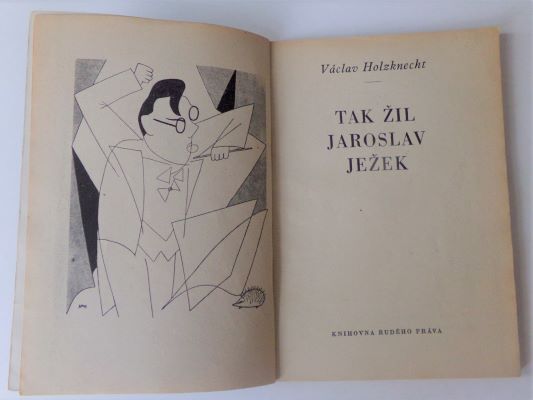 Václav Holzknecht
TAK ŽIL
JAROSLAV
JEŽEK
KNIHOVNA RUDÉHO PRÁVA